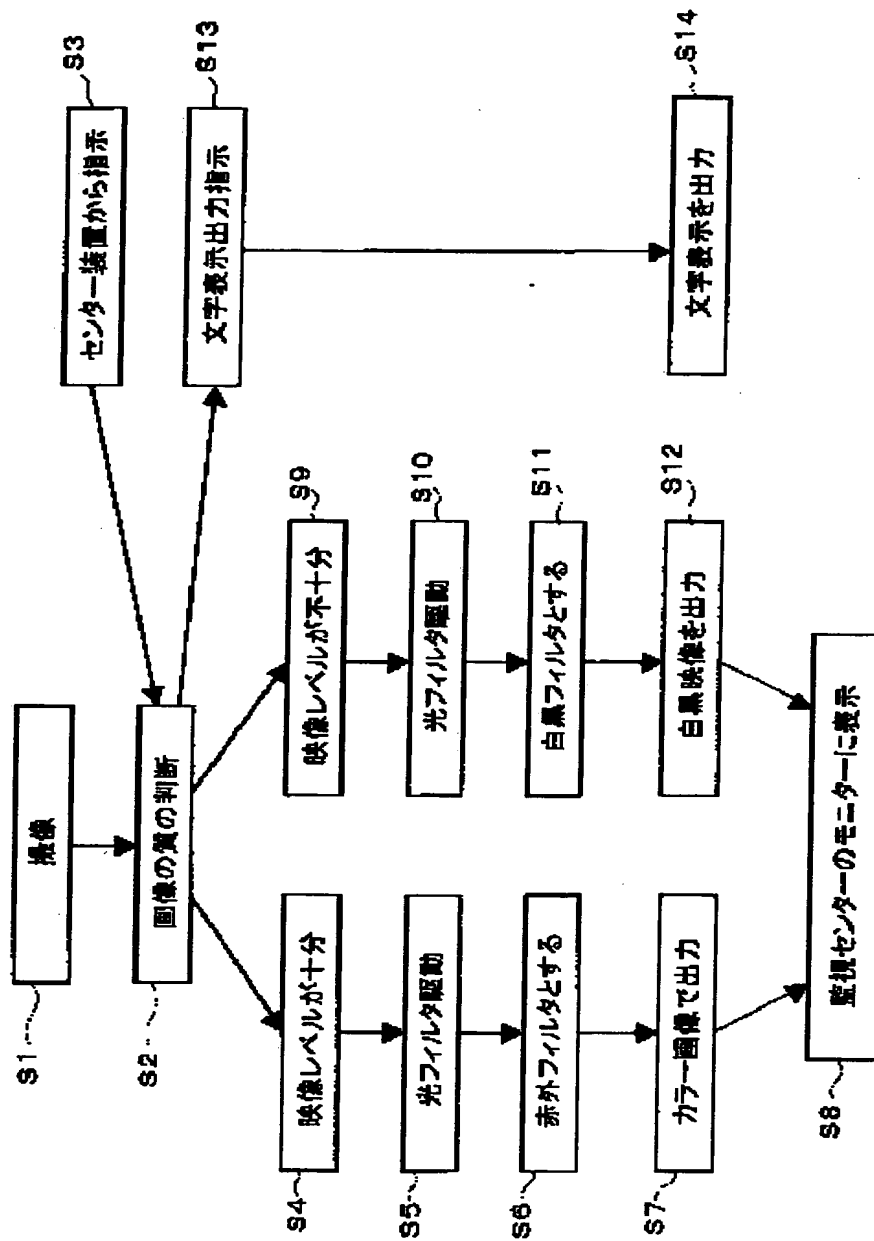 S1
撮像
S2
画像の質の判断
S3
センター装置から指示
S13
文字表示出力指示
S4
映像レベルが十分
S9
映像レベルが不十分
S5
光フィルタ駆動
S10
光フィルタ駆動
S6
赤外フィルタとする
S11
白黒フィルタとする
S7
カラー画像で出力
S12
白黒映像を出力
S14
文字表示を出力
S8
監視センターのモニターに表示